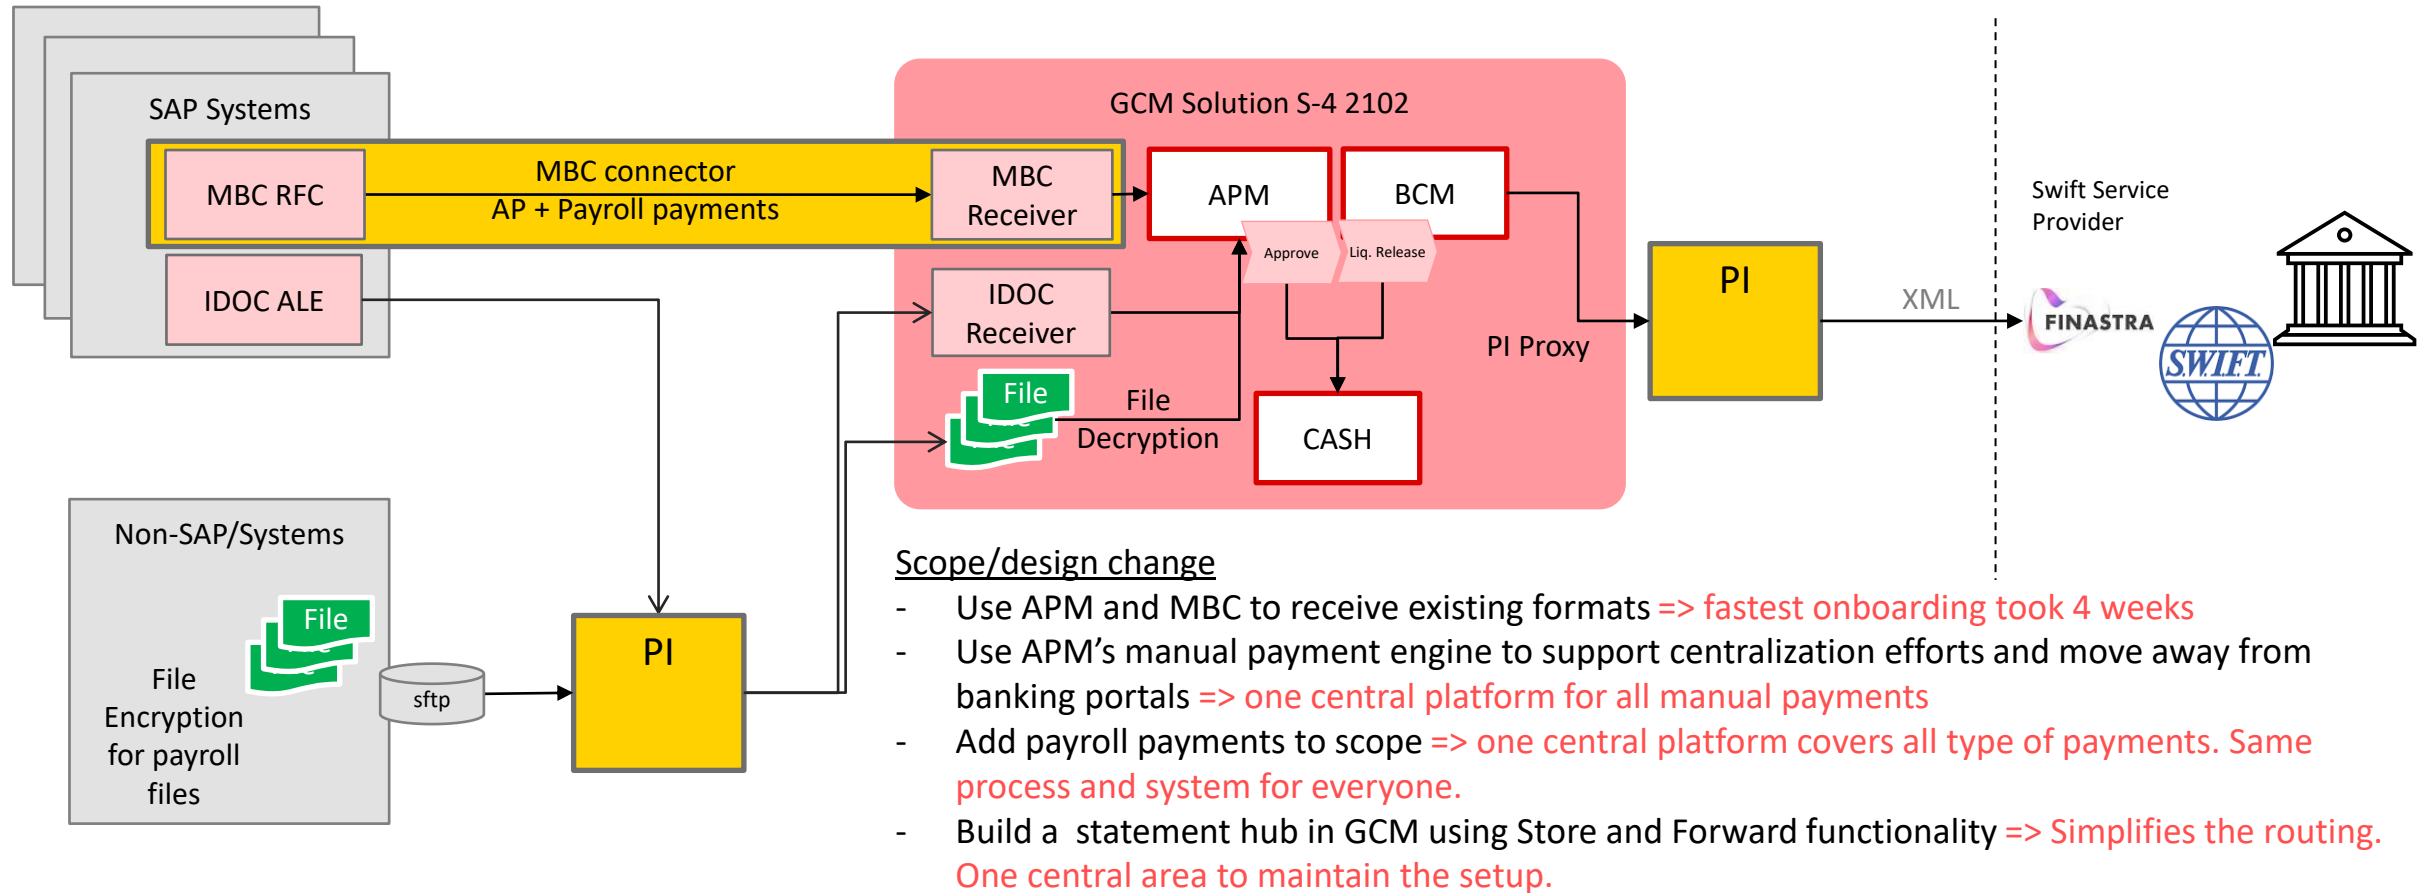 SAP Systems
GCM Solution S-4 2102
MBC RFC
MBC connector
AP + Payroll payments
MBC
Receiver
APM
BCM
Approve
Liq. Release
IDOC ALE
IDOC
Receiver
PI Proxy
PI
XML
Swift Service
Provider
FINASTRA
S.W.I.F.T.
File
File
Decryption
CASH
Non-SAP/Systems
File
File
Encryption
for payroll
files
sftp
PI
Scope/design change
- Use APM and MBC to receive existing formats => fastest onboarding took 4 weeks
- Use APM’s manual payment engine to support centralization efforts and move away from
banking portals => one central platform for all manual payments
- Add payroll payments to scope => one central platform covers all type of payments. Same
process and system for everyone.
- Build a  statement hub in GCM using Store and Forward functionality => Simplifies the routing.
One central area to maintain the setup.